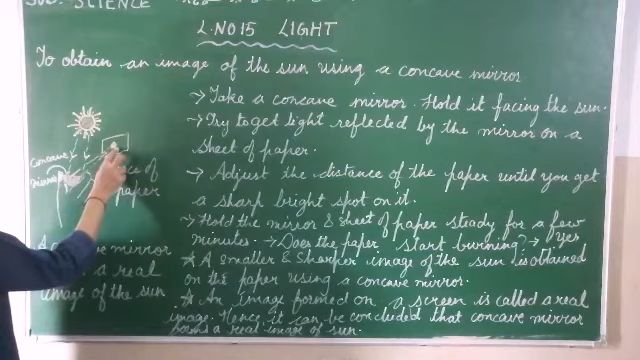 SUB: SCIENCE
L.NO 15 LIGHT
To obtain an image of the sun using a concave mirror
→ Take a concave mirror. Hold it facing the sun.
→ Try to get light reflected by the mirror on a
sheet of paper.
→ Adjust the distance of the paper until you get
a sharp bright spot on it.
→ Hold the mirror & sheet of paper steady for a few
minutes. → Does the paper start burning? → Yes
* A smaller & sharper image of the sun is obtained
on the paper using a concave mirror.
* An image formed on a screen is called a real
image. Hence it can be concluded that concave mirror
forms a real image of sun.
Concave
mirror
of
paper
A mirror
a real
image of the sun